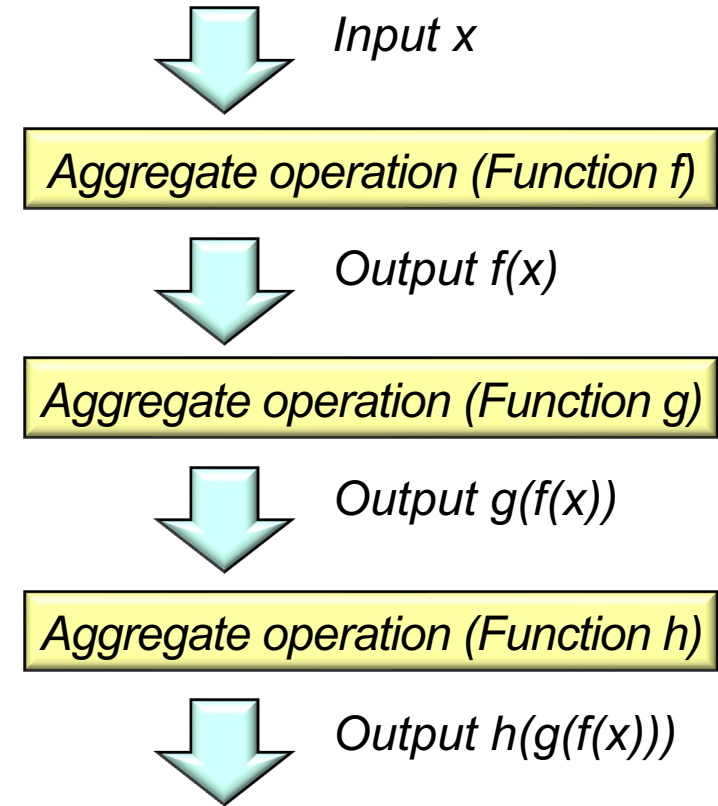 Input x
Aggregate operation (Function f)
Output f(x)
Aggregate operation (Function g)
Output g(f(x))
Aggregate operation (Function h)
Output h(g(f(x)))